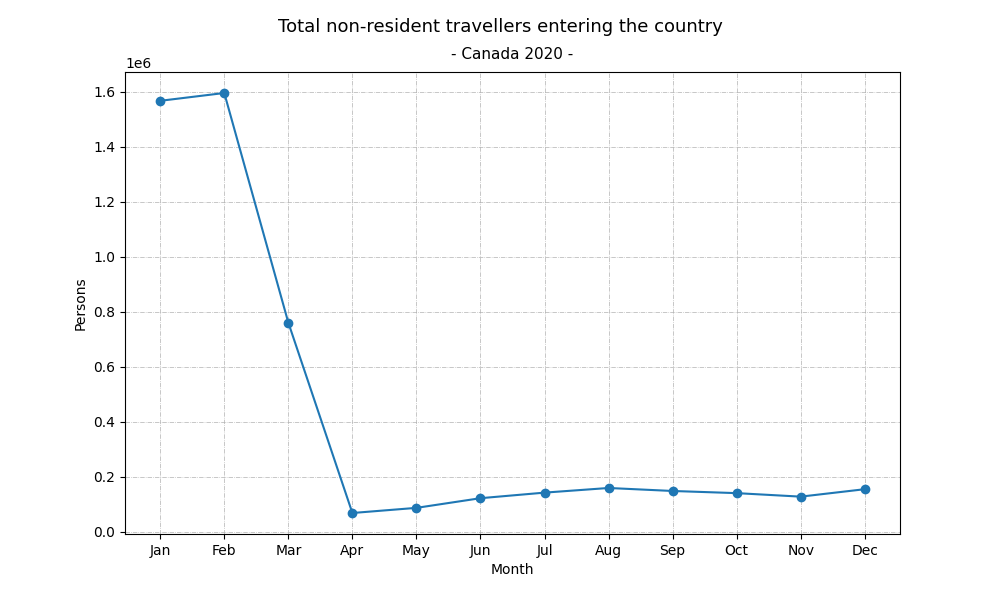 Total non-resident travellers entering the country
- Canada 2020 -
1e6
1.6
1.4
1.2
1.0
0.8
0.6
0.4
0.2
0.0
Persons
Jan Feb Mar Apr May Jun Jul Aug Sep Oct Nov Dec
Month